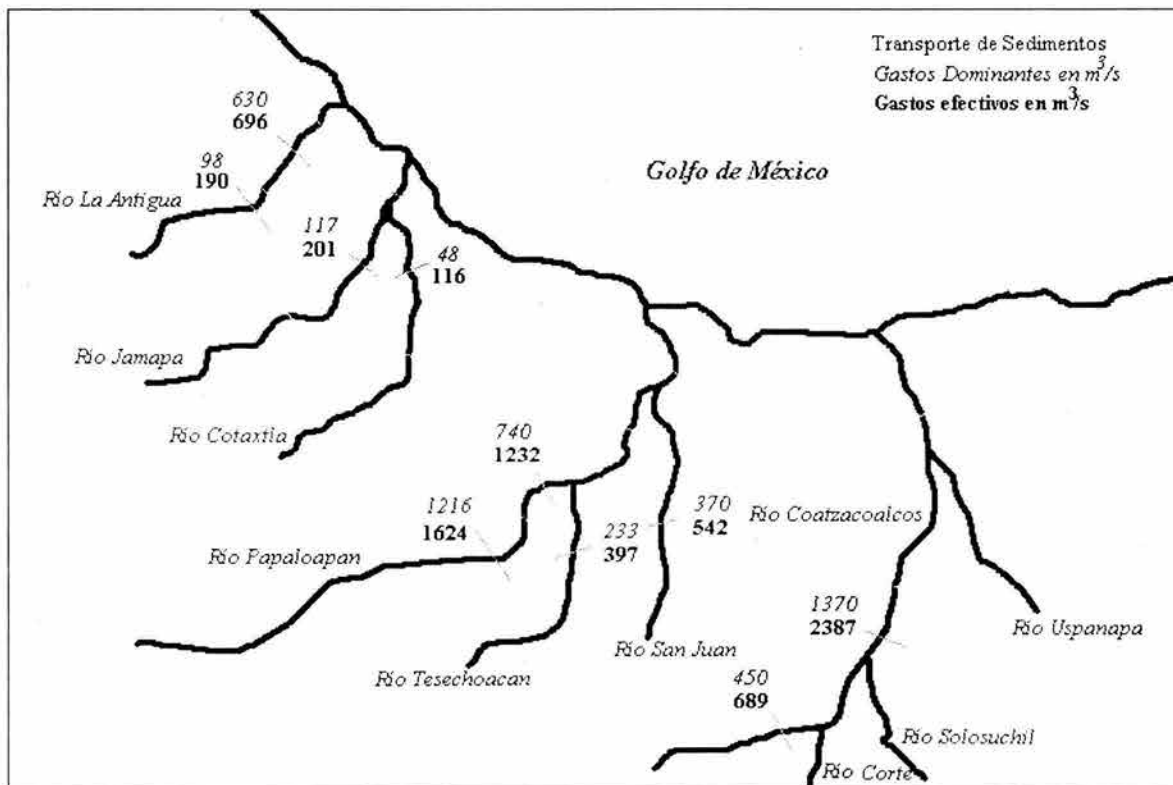 Transporte de Sedimentos
Gastos Dominantes en m³/s
Gastos efectivos en m³/s
Golfo de México
630
696
98
190
Río La Antigua
117
201
48
116
Río Jamapa
Río Cotaxtla
740
1232
1216
1624
Río Papaloapan
233
397
370
542
Río Coatzacoalcos
Río Tesechoacan
Río San Juan
1370
2387
Río Uspanapa
450
689
Río Solosuchil
Río Corte